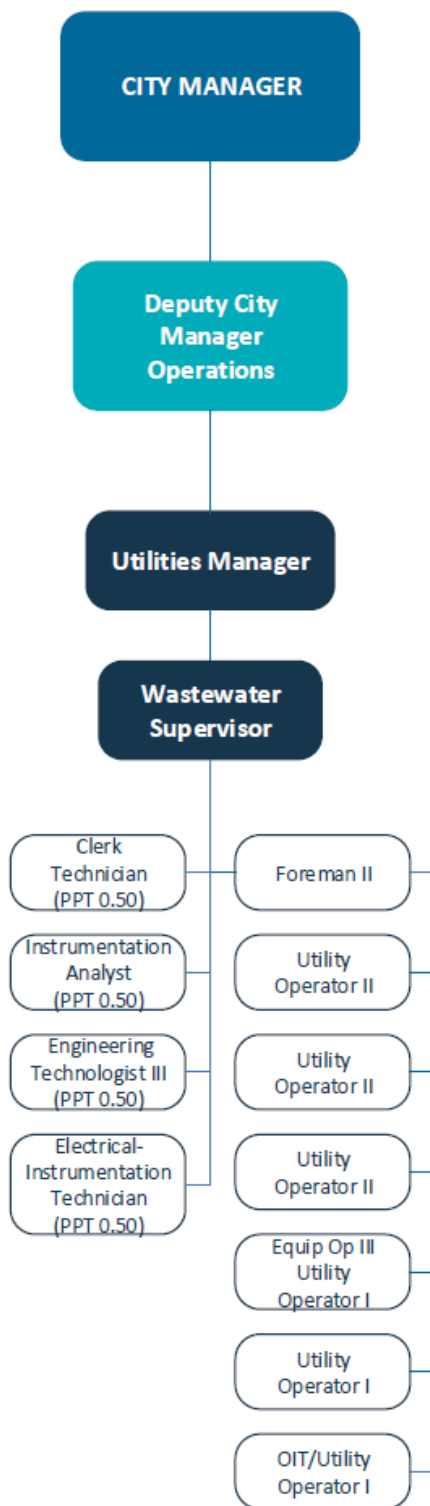 CITY MANAGER
Deputy City
Manager
Operations
Utilities Manager
Wastewater
Supervisor
Clerk
Technician
(PPT 0.50)
Foreman II
Instrumentation
Analyst
(PPT 0.50)
Utility
Operator II
Engineering
Technologist III
(PPT 0.50)
Utility
Operator II
Electrical-
Instrumentation
Technician
(PPT 0.50)
Utility
Operator II
Equip Op III
Utility
Operator I
Utility
Operator I
OIT/Utility
Operator I